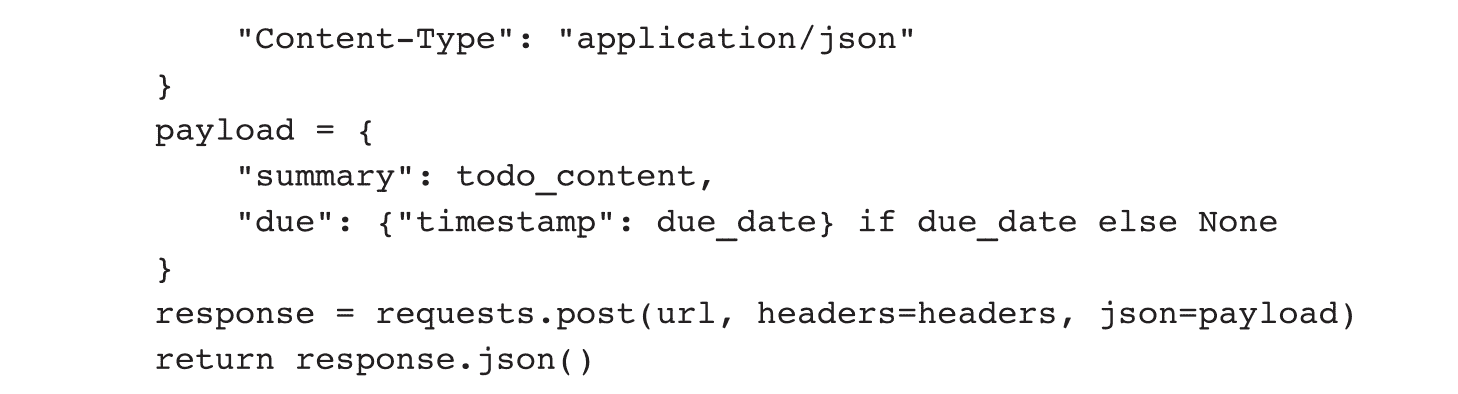 "Content-Type": "application/json"
}
payload = {
"summary": todo_content,
"due": {"timestamp": due_date} if due_date else None
}
response = requests.post(url, headers=headers, json=payload)
return response.json()